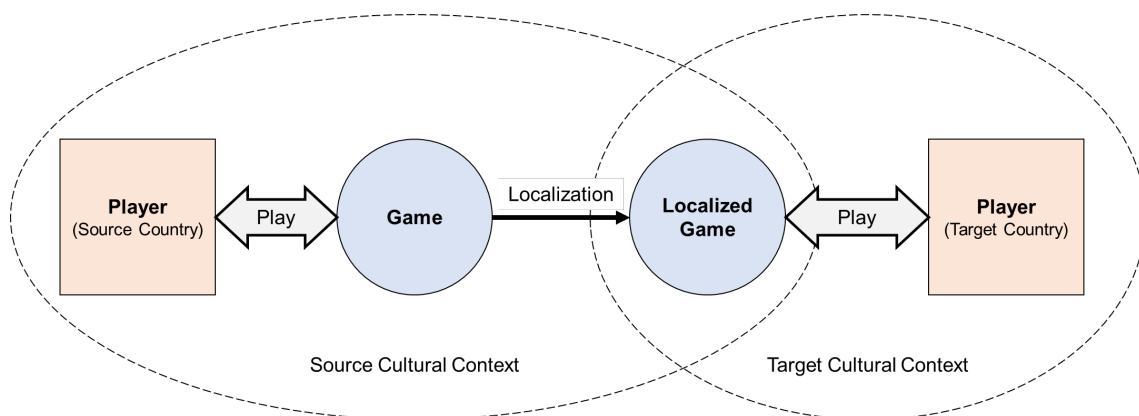 Player
(Source Country)
Play
Game
Localization
Localized
Game
Play
Player
(Target Country)
Source Cultural Context
Target Cultural Context